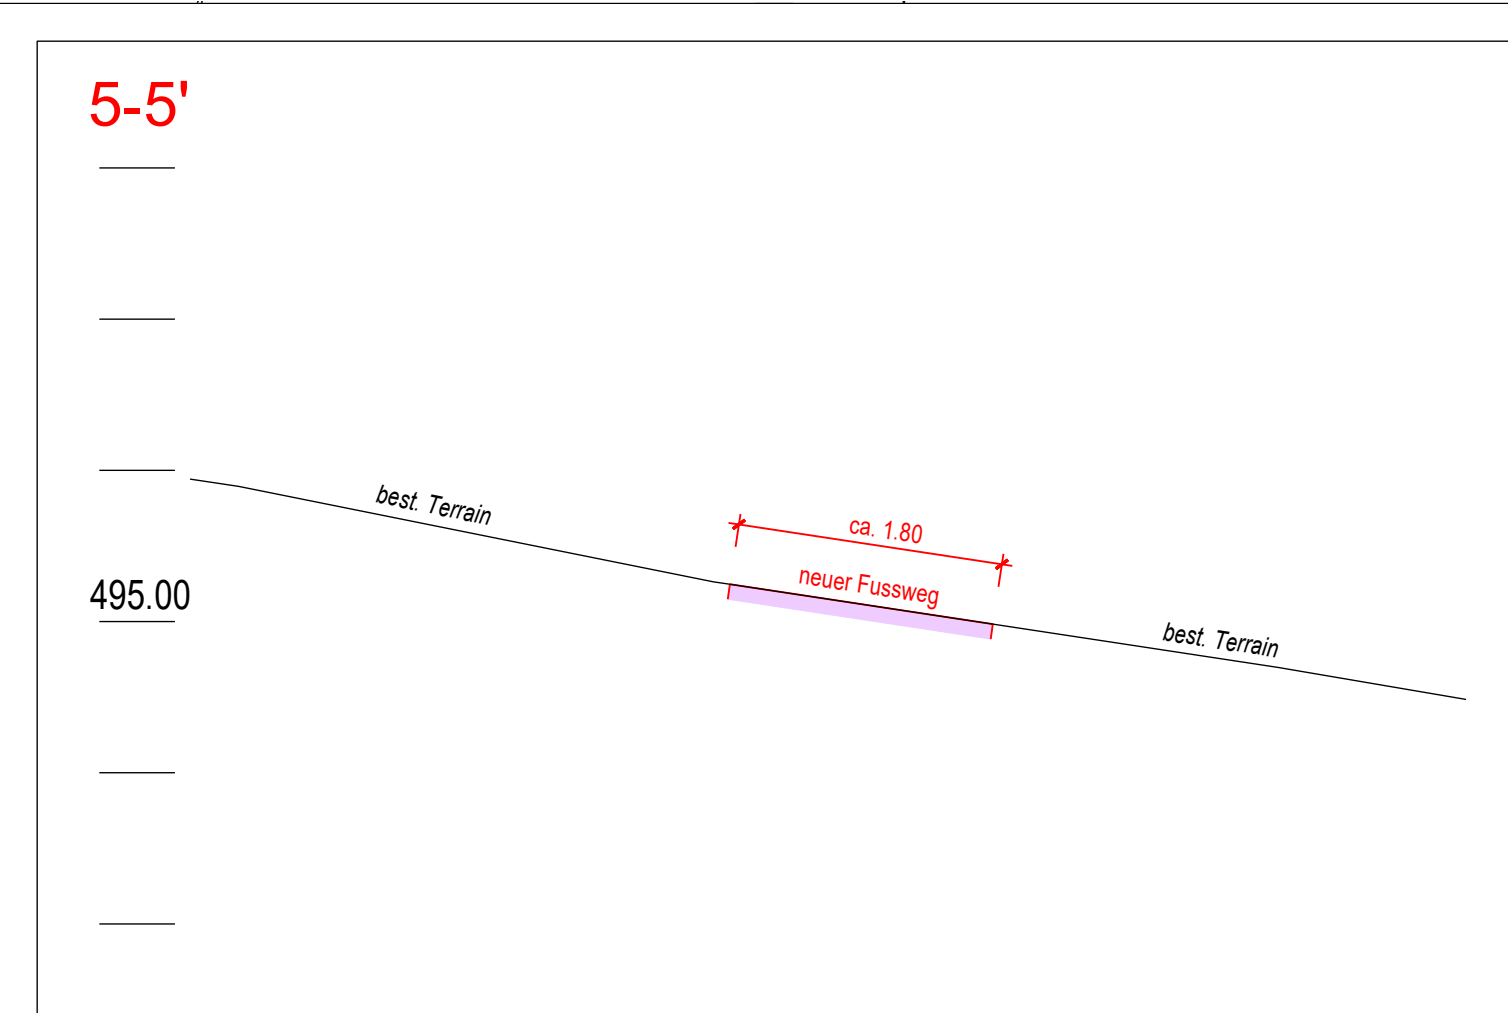 5-5'
best. Terrain
ca. 1.80
neuer Fussweg
495.00
best. Terrain